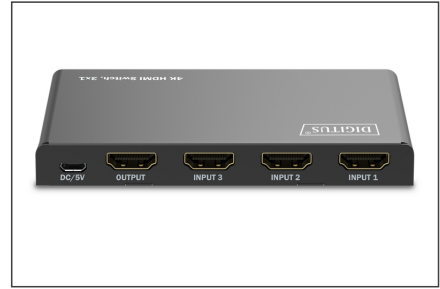 4K HDMI Switch, 3x1
DIGITUS®
DC/5V OUTPUT INPUT 3 INPUT 2 INPUT 1